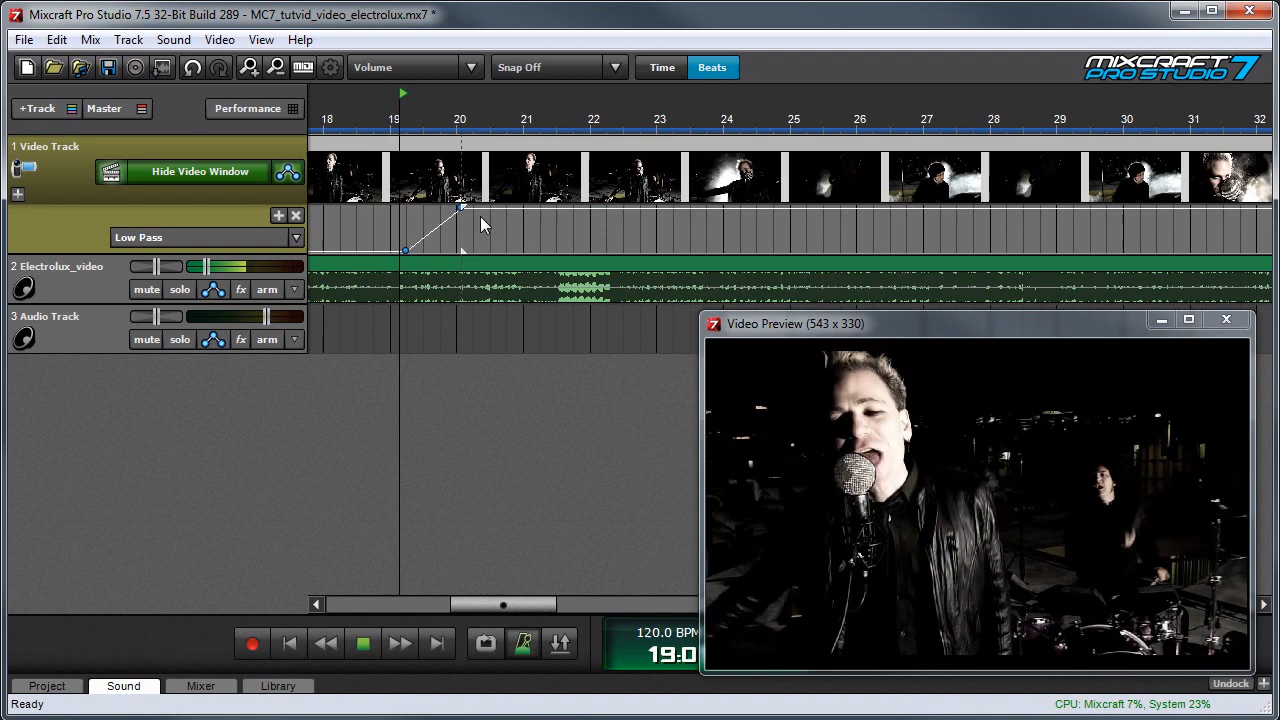 Mixcraft Pro Studio 7.5 32-Bit Build 289 - MC7_tutvid_video_electrolux.mx7 *
File Edit Mix Track Sound Video View Help
Volume Snap Off Time Beats
MIXCRAFT PRO STUDIO 7
+Track Master Performance
18 19 20 21 22 23 24 25 26 27 28 29 30 31 32
1 Video Track
Hide Video Window
Low Pass
2 Electrolux_video
mute solo fx arm
3 Audio Track
mute solo fx arm
Video Preview (543 x 330)
120.0 BPM
19:0
Project Sound Mixer Library
Undock
Ready
CPU: Mixcraft 7%, System 23%